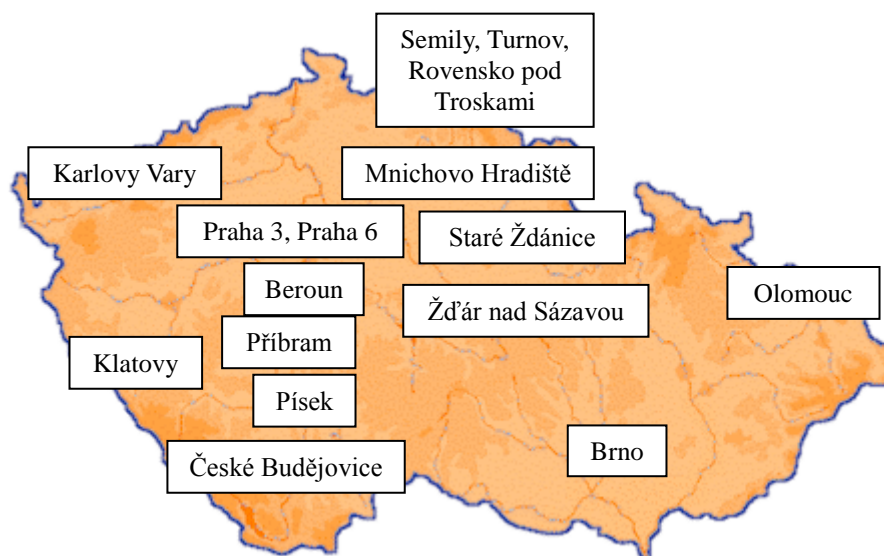 Semily, Turnov,
Rovensko pod
Troskami
Karlovy Vary
Mnichovo Hradiště
Praha 3, Praha 6
Staré Ždánice
Beroun
Žďár nad Sázavou
Olomouc
Příbram
Klatovy
Písek
České Budějovice
Brno